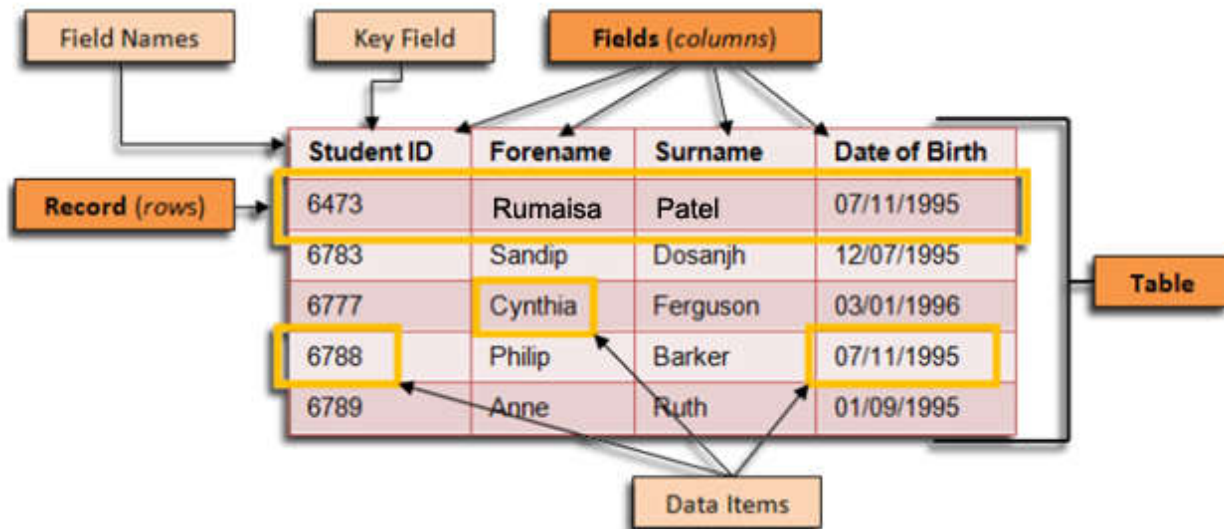 Field Names
Key Field
Fields (columns)
Student ID Forename Surname Date of Birth
Record (rows)
6473 Rumaisa Patel 07/11/1995
6783 Sandip Dosanjh 12/07/1995
Table
6777 Cynthia Ferguson 03/01/1996
6788 Philip Barker 07/11/1995
6789 Anne Ruth 01/09/1995
Data Items